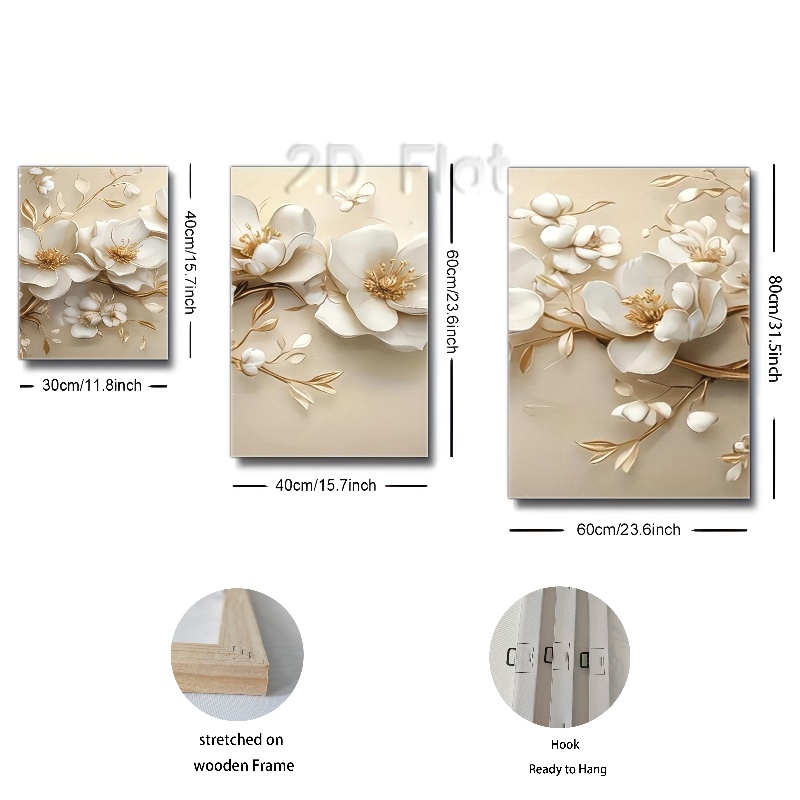 2D Flat
40cm/15.7inch
60cm/23.6inch
80cm/31.5inch
30cm/11.8inch
40cm/15.7inch
60cm/23.6inch
stretched on
wooden Frame
Hook
Ready to Hang